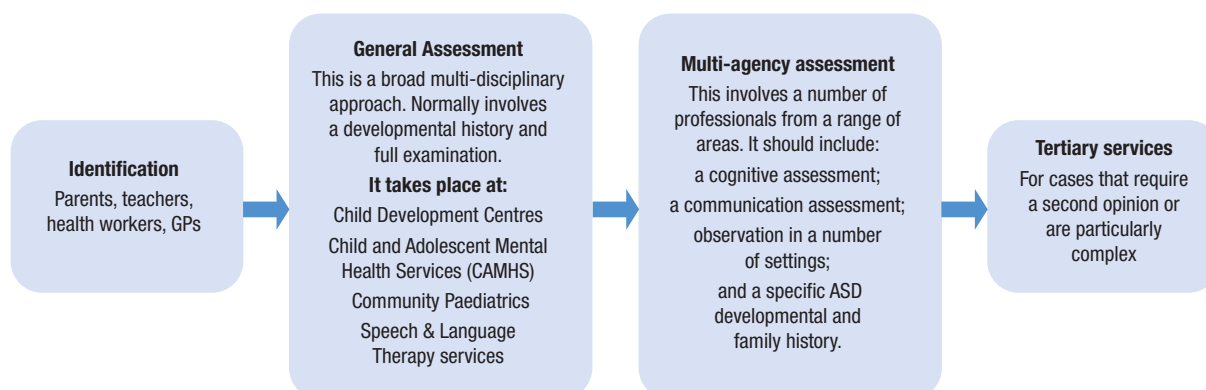 Identification
Parents, teachers,
health workers, GPs
General Assessment
This is a broad multi-disciplinary
approach. Normally involves
a developmental history and
full examination.
It takes place at:
Child Development Centres
Child and Adolescent Mental
Health Services (CAMHS)
Community Paediatrics
Speech & Language
Therapy services
Multi-agency assessment
This involves a number of
professionals from a range of
areas. It should include:
a cognitive assessment;
a communication assessment;
observation in a number
of settings;
and a specific ASD
developmental and
family history.
Tertiary services
For cases that require
a second opinion or
are particularly
complex